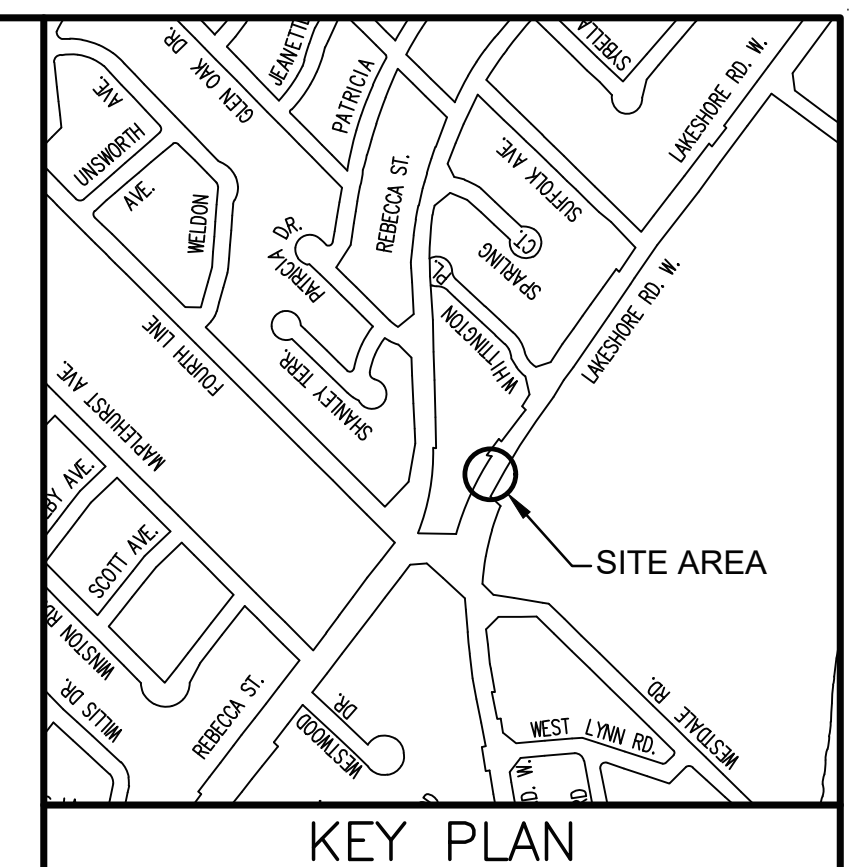 GLEN OAK DR.
JEANETTE
PATRICIA
SYBELLA
LAKESHORE RD. W.
AVE.
UNSWORTH
AVE.
WELDON
REBECCA ST.
SUFFOLK AVE.
SPARLING
CT.
PATRICIA
DR.
PL.
WHITTINGTON
LAKESHORE RD. W.
FOURTH LINE
SHANLEY TERR.
MAPLEHURST AVE.
BY AVE.
SCOTT AVE.
WINSTON RD.
WILLIS DR.
REBECCA ST.
WESTWOOD
DR.
SITE AREA
WEST LYNN RD.
WESTDALE RD.
D. W.
RD
KEY PLAN